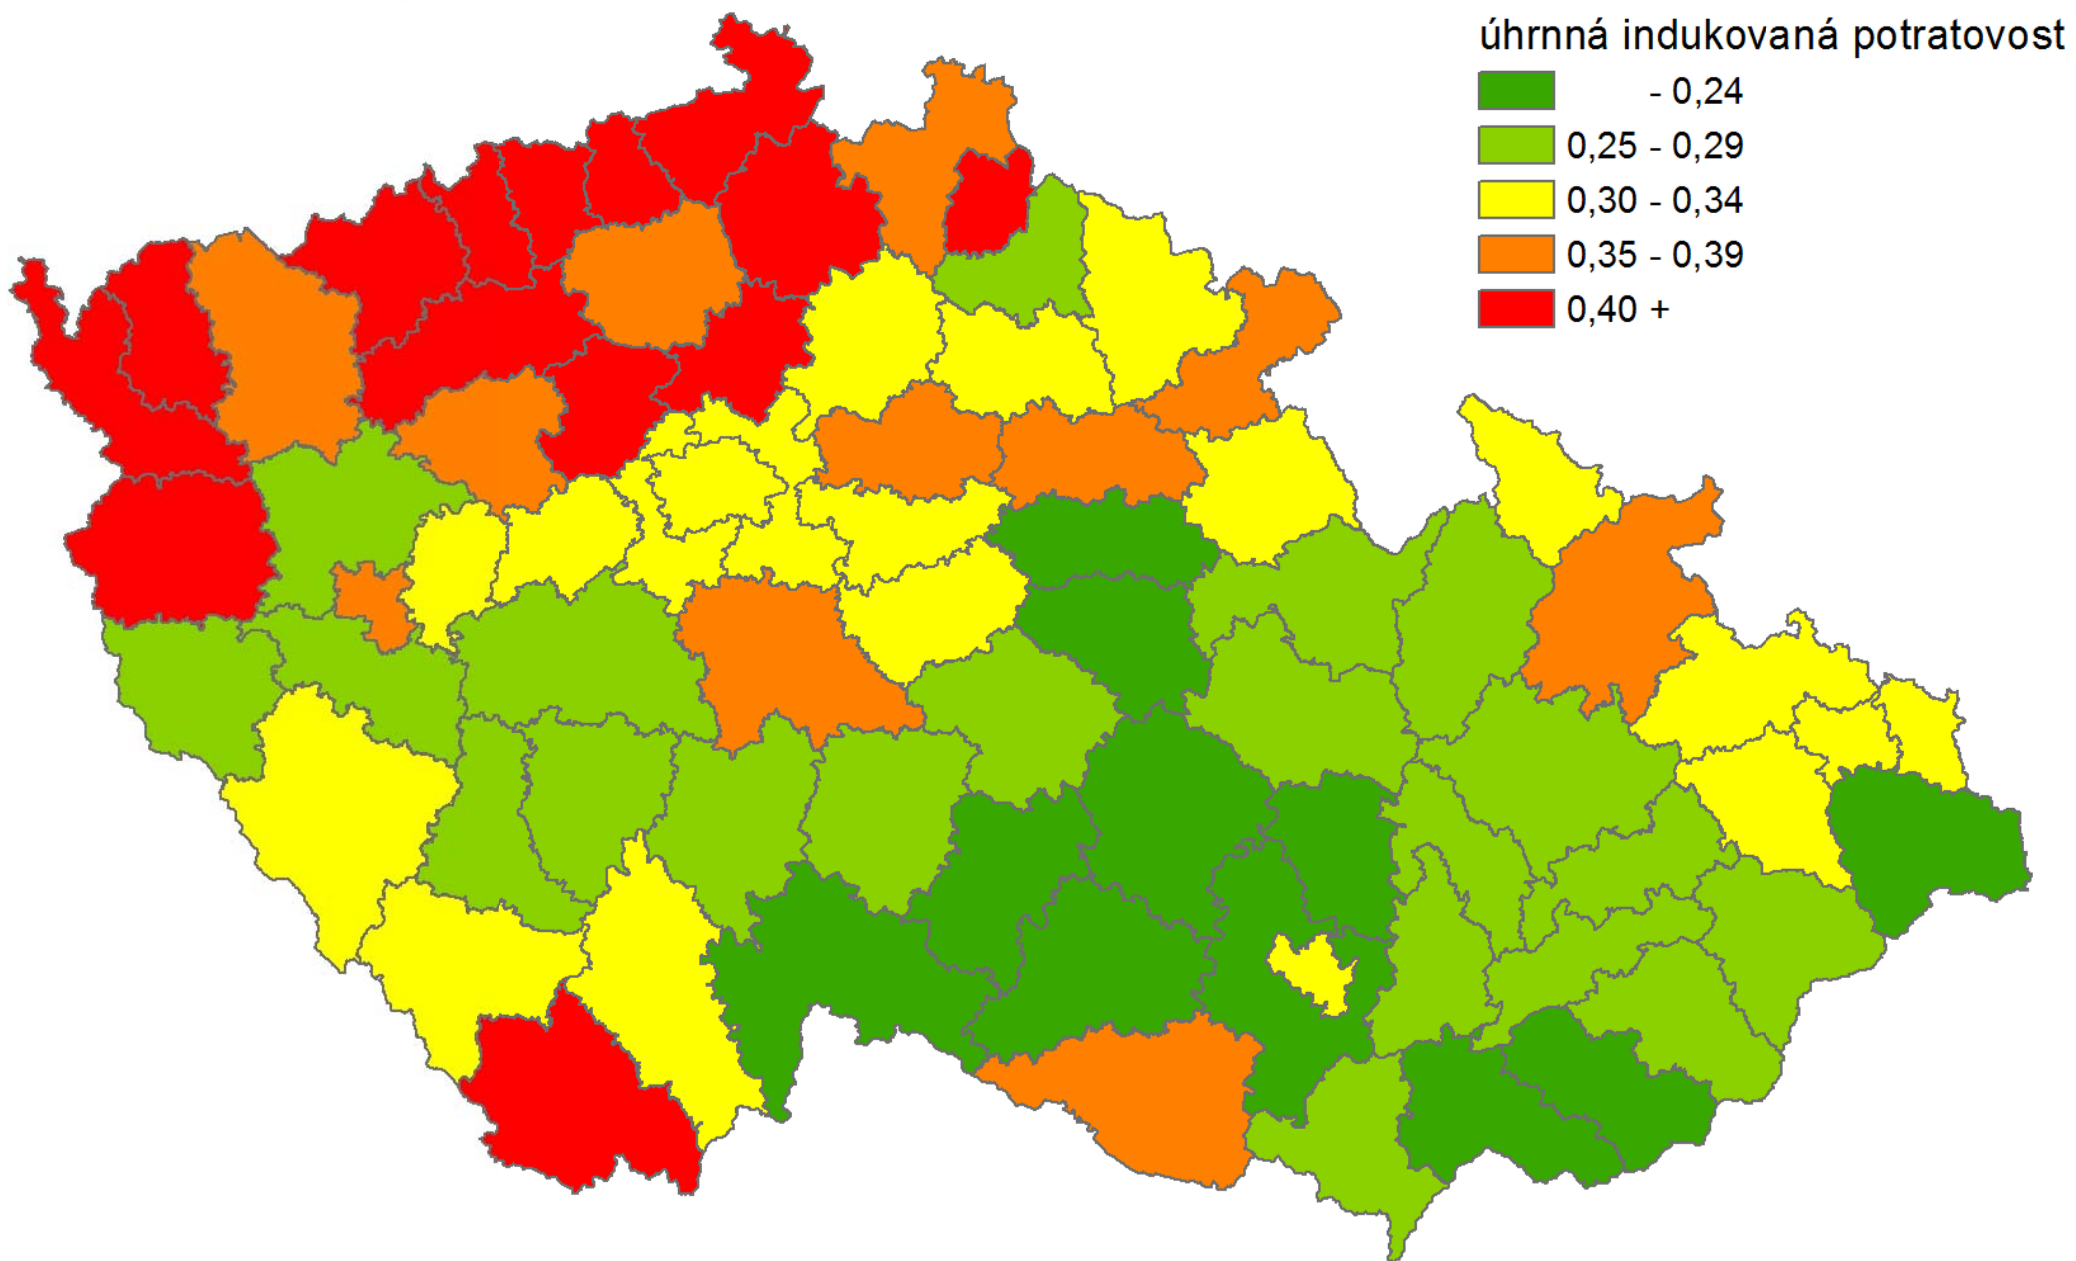 úhrnná indukovaná potratovost
- 0,24
0,25 - 0,29
0,30 - 0,34
0,35 - 0,39
0,40 +